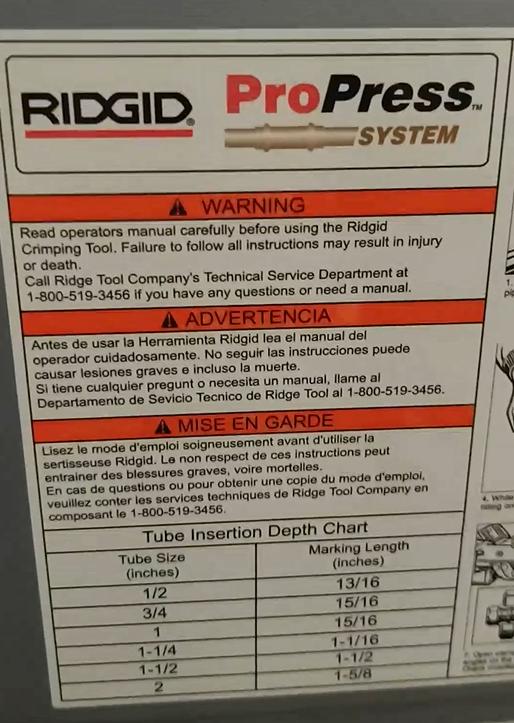 RIDGID®
ProPress™
SYSTEM
WARNING
Read operators manual carefully before using the Ridgid
Crimping Tool. Failure to follow all instructions may result in injury
or death.
Call Ridge Tool Company's Technical Service Department at
1-800-519-3456 if you have any questions or need a manual.
ADVERTENCIA
Antes de usar la Herramienta Ridgid lea el manual del
operador cuidadosamente. No seguir las instrucciones puede
causar lesiones graves e incluso la muerte.
Si tiene cualquier pregunt o necesita un manual, llame al
Departamento de Sevicio Tecnico de Ridge Tool al 1-800-519-3456.
MISE EN GARDE
Lisez le mode d'emploi soigneusement avant d'utiliser la
sertisseuse Ridgid. Le non respect de ces instructions peut
entrainer des blessures graves, voire mortelles.
En cas de questions ou pour obtenir une copie du mode d'emploi,
veuillez conter les services techniques de Ridge Tool Company en
composant le 1-800-519-3456.
Tube Insertion Depth Chart
Tube Size Marking Length
(inches) (inches)
1/2 13/16
3/4 15/16
1 15/16
1-1/4 1-1/16
1-1/2 1-1/2
2 1-5/8
1.
4. While